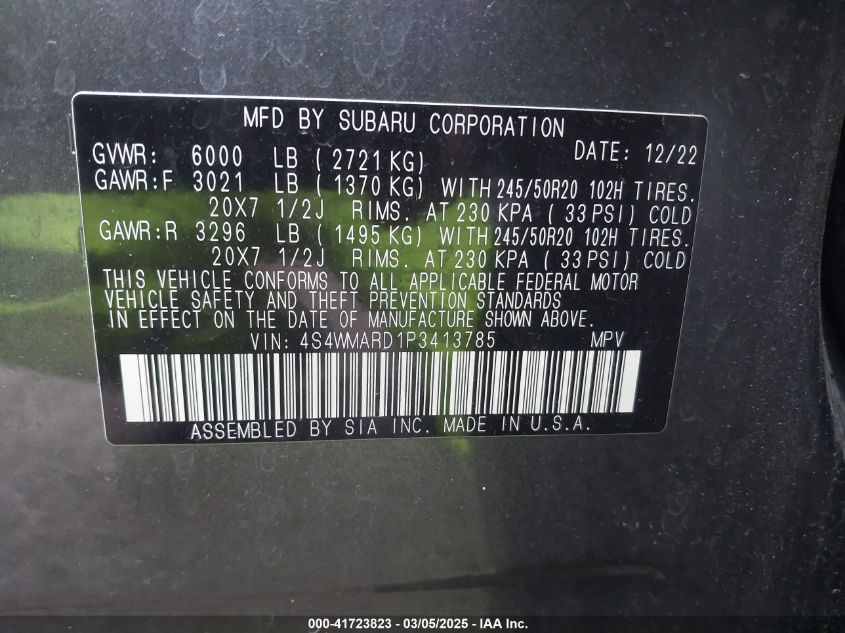 MFD BY SUBARU CORPORATION
GVWR: 6000 LB ( 2721 KG) DATE: 12/22
GAWR:F 3021 LB ( 1370 KG) WITH 245/50R20 102H TIRES.
20X7 1/2J RIMS. AT 230 KPA ( 33 PSI) COLD
GAWR:R 3296 LB ( 1495 KG) WITH 245/50R20 102H TIRES.
20X7 1/2J RIMS. AT 230 KPA ( 33 PSI) COLD
THIS VEHICLE CONFORMS TO ALL APPLICABLE FEDERAL MOTOR
VEHICLE SAFETY AND THEFT PREVENTION STANDARDS
IN EFFECT ON THE DATE OF MANUFACTURE SHOWN ABOVE.
VIN: 4S4WMARD1P3413785 MPV
ASSEMBLED BY SIA INC. MADE IN U.S.A.
000-41723823 - 03/05/2025 - IAA Inc.